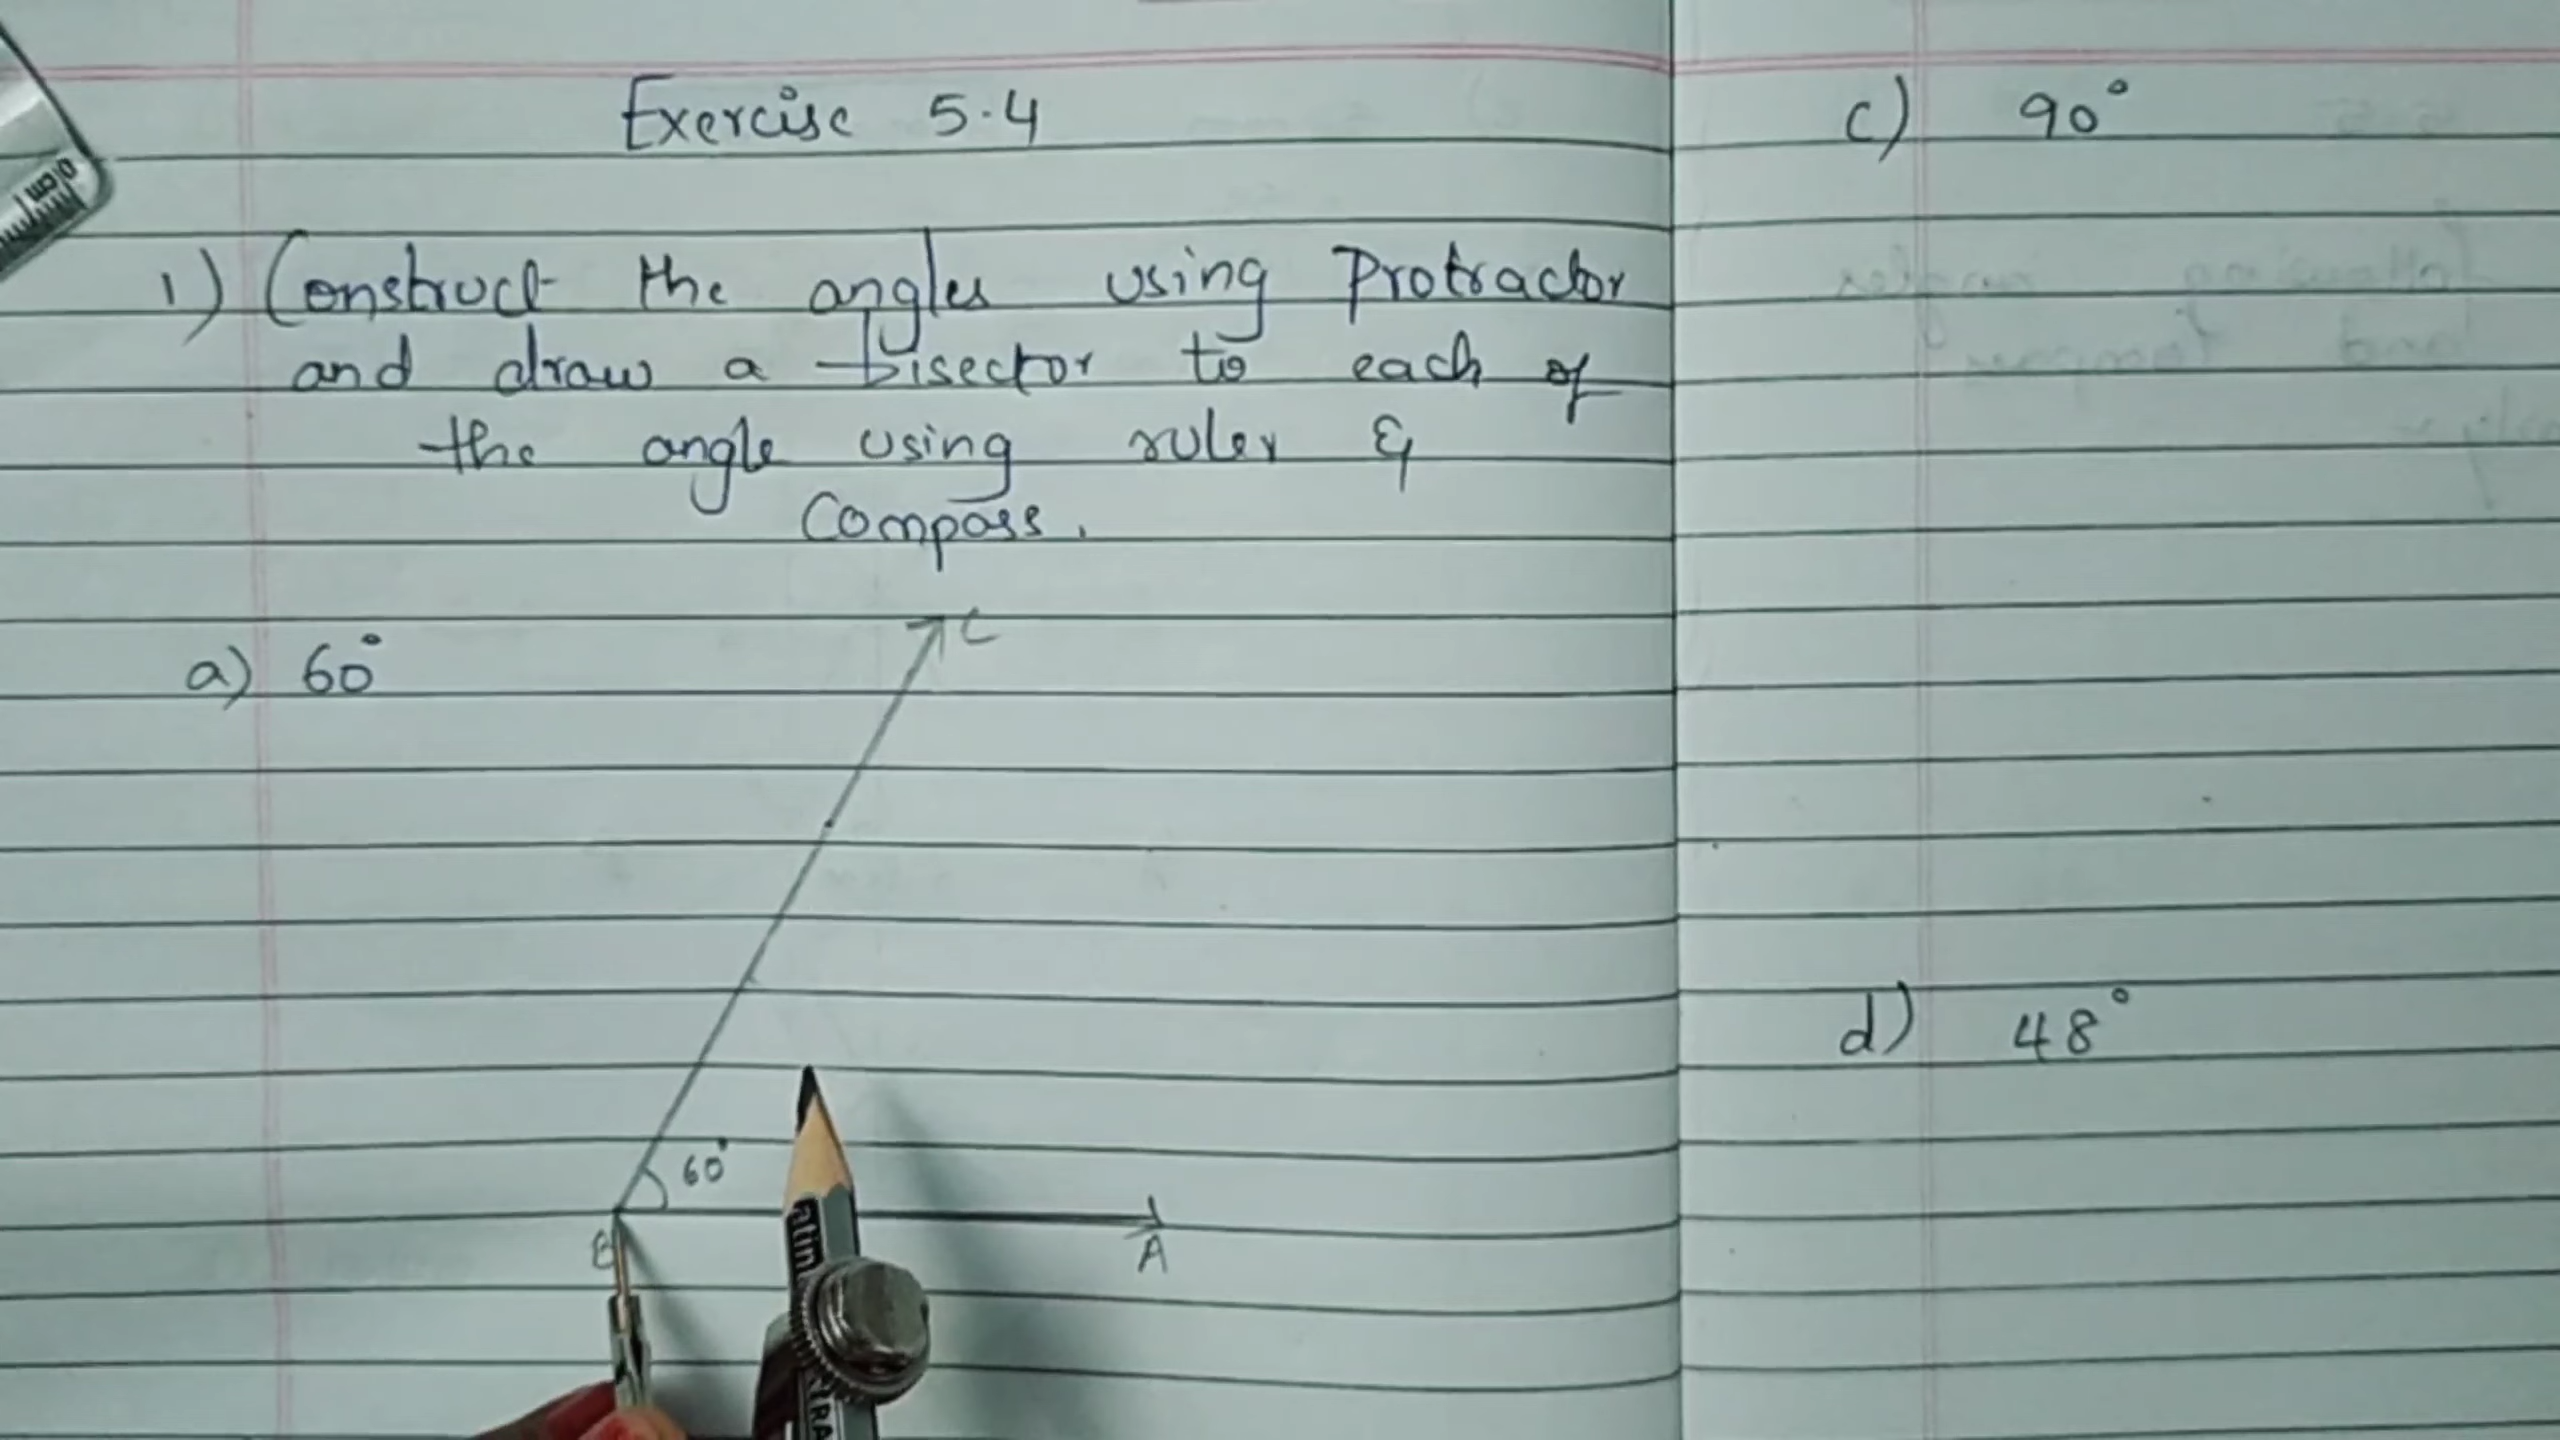 Exercise 5.4
1) Construct the angles using Protractor
and draw a bisector to each of
the angle using ruler &
Compass.
a) 60°
C
60°
B
A
c) 90°
d) 48°